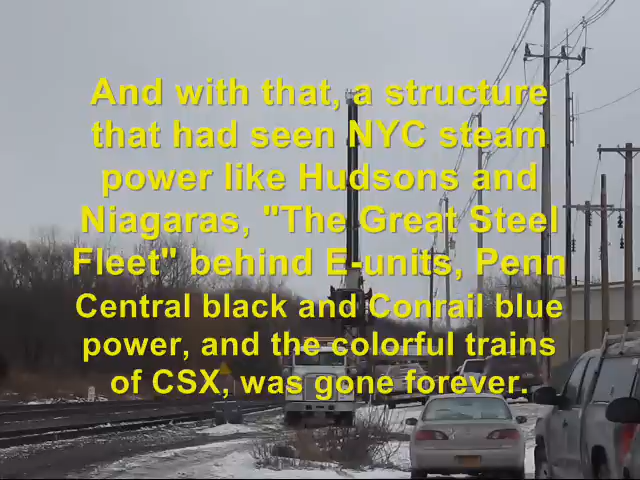 And with that, a structure
that had seen NYC steam
power like Hudsons and
Niagaras, "The Great Steel
Fleet" behind E-units, Penn
Central black and Conrail blue
power, and the colorful trains
of CSX, was gone forever.